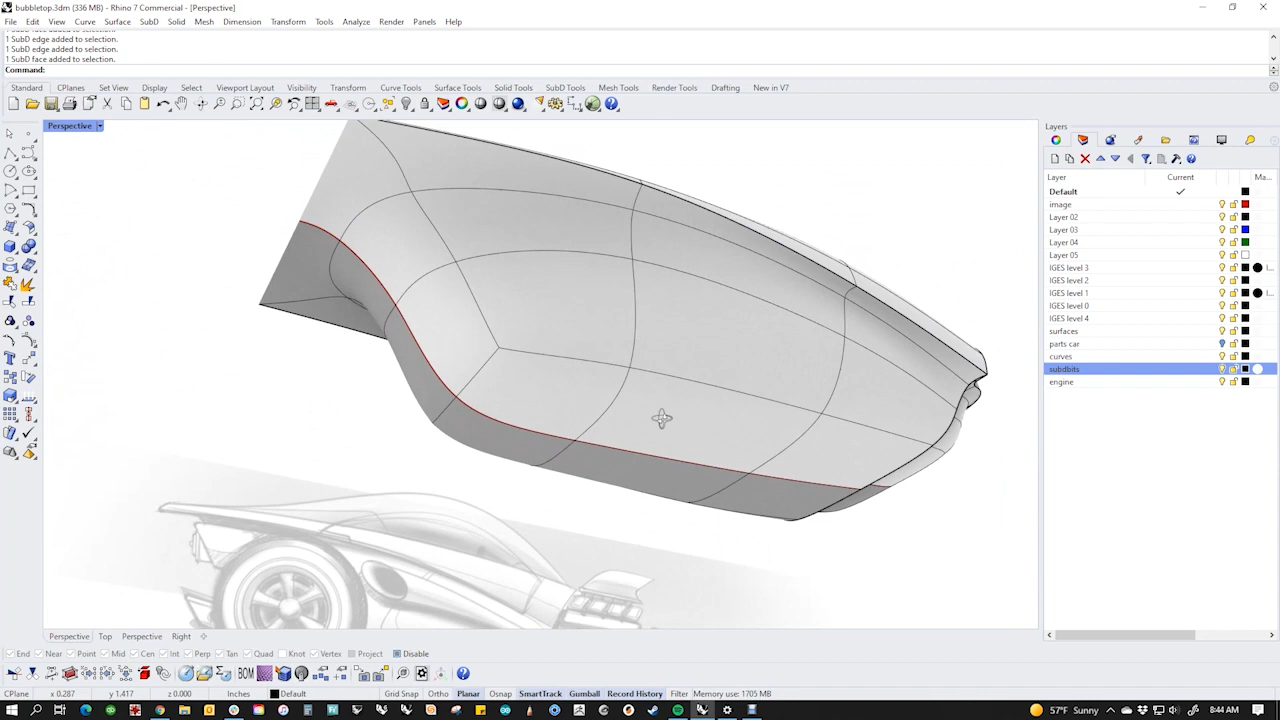 bubbletop.3dm (336 MB) - Rhino 7 Commercial - [Perspective]
File Edit View Curve Surface SubD Solid Mesh Dimension Transform Tools Analyze Render Panels Help
1 SubD edge added to selection.
1 SubD edge added to selection.
1 SubD face added to selection.
Command:
Standard CPlanes Set View Display Select Viewport Layout Visibility Transform Curve Tools Surface Tools Solid Tools SubD Tools Mesh Tools Render Tools Drafting New in V7
Perspective
Layers
Layer Current Ma...
Default
image
Layer 02
Layer 03
Layer 04
Layer 05
IGES level 3
IGES level 2
IGES level 1
IGES level 0
IGES level 4
surfaces
parts car
curves
subdbits
engine
Perspective Top Perspective Right
End Near Point Mid Cen Int Perp Tan Quad Knot Vertex Project Disable
BOM
CPlane x 0.287 y 1.417 z 0.000 Inches Default Grid Snap Ortho Planar Osnap SmartTrack Gumball Record History Filter Memory use: 1705 MB
57°F Sunny 8:44 AM